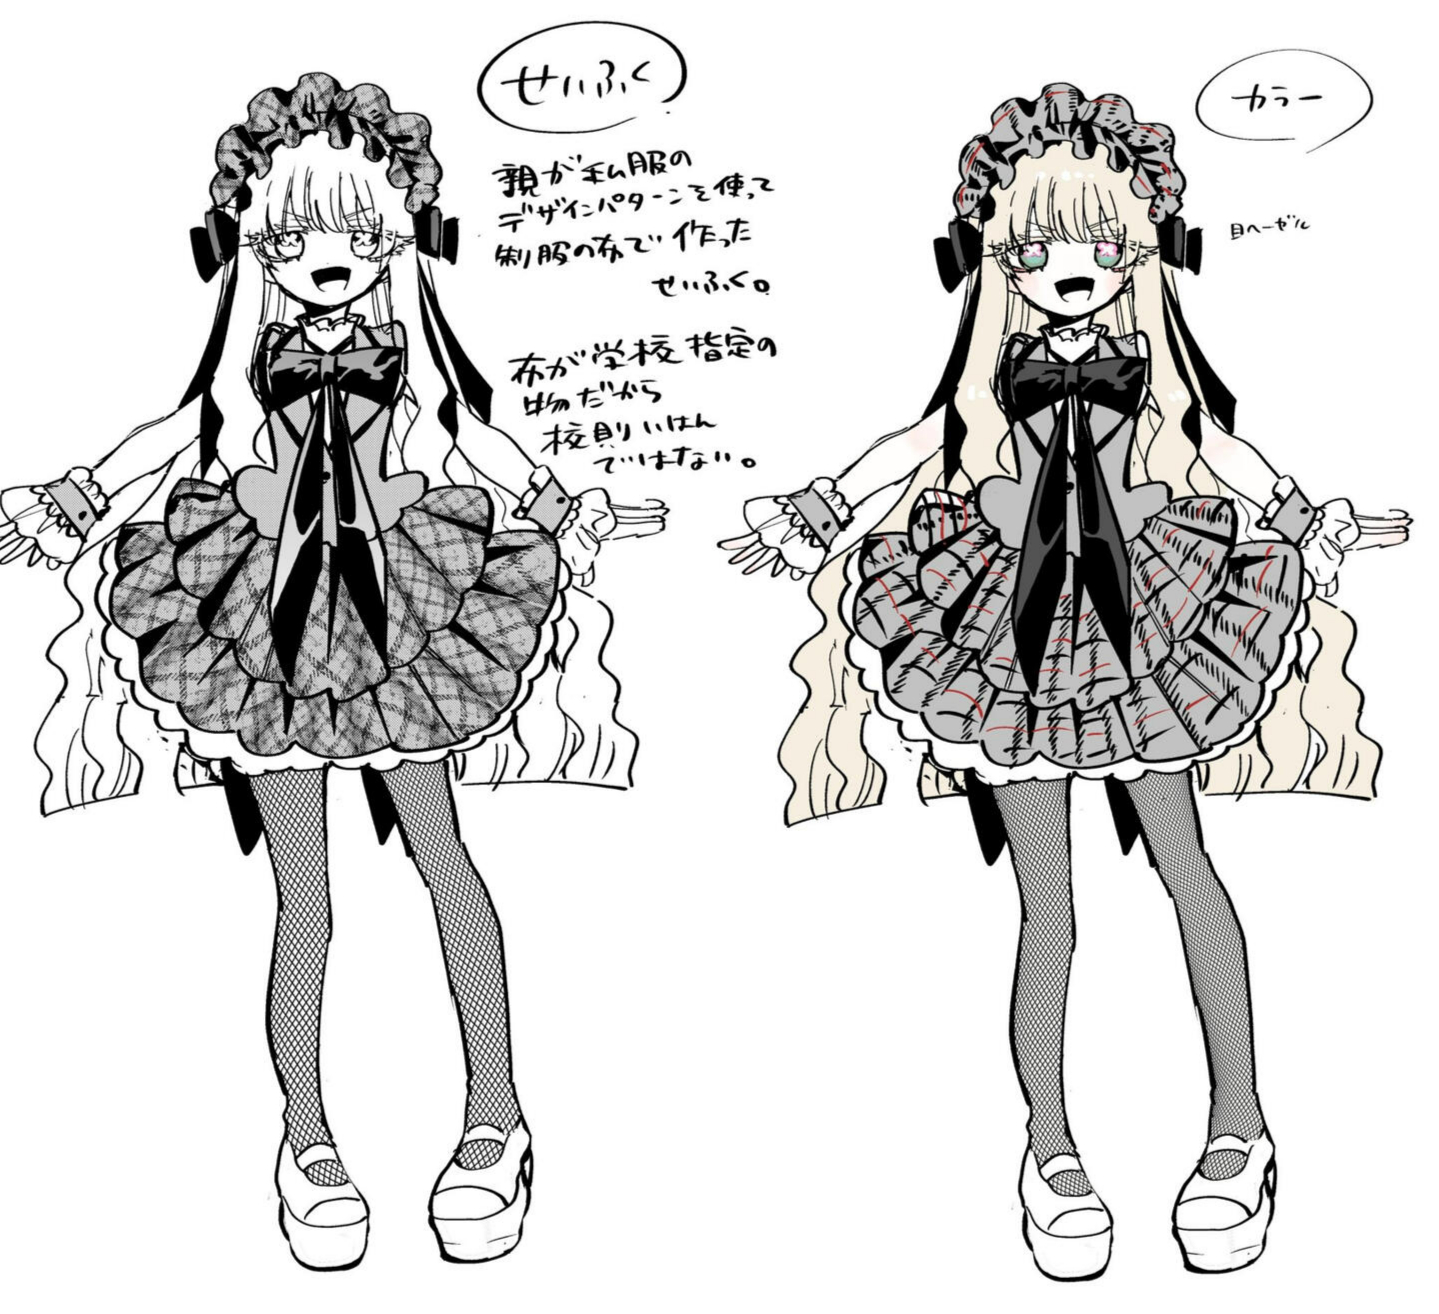 せいふく
親が私服の
デザインパターンを使って
制服の布で作った
せいふく。
布が学校指定の
物だから
校則いはん
ではない。
カラー
目ヘーゼル